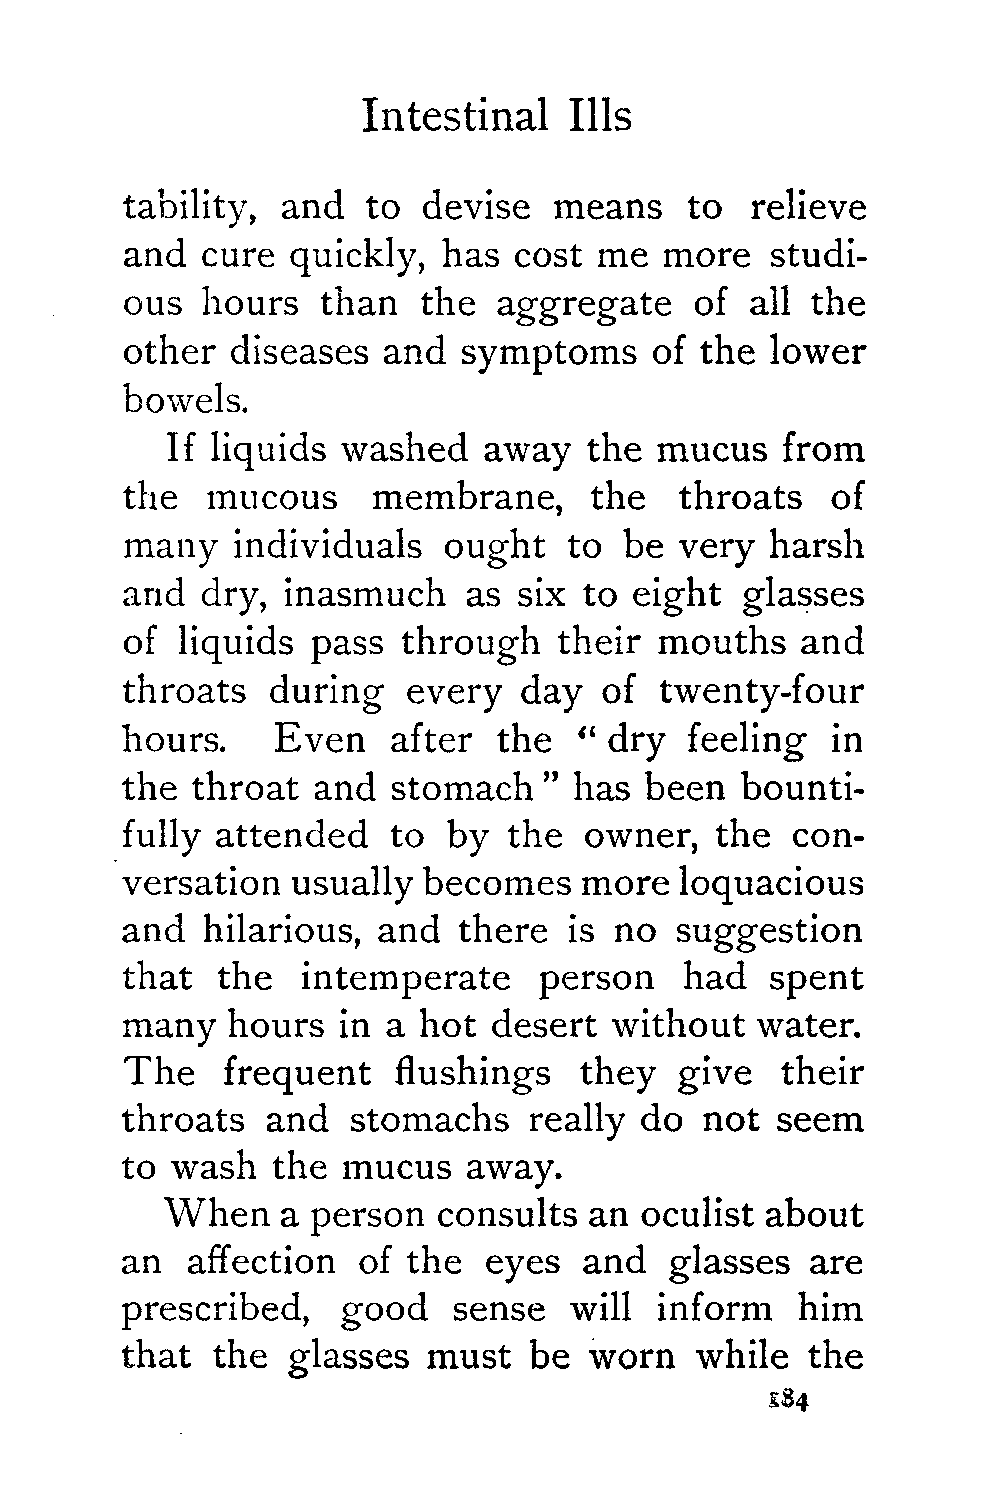 Intestinal Ills
tability, and to devise means to relieve
and cure quickly, has cost me more studi-
ous hours than the aggregate of all the
other diseases and symptoms of the lower
bowels.
If liquids washed away the mucus from
the mucous membrane, the throats of
many individuals ought to be very harsh
and dry, inasmuch as six to eight glasses
of liquids pass through their mouths and
throats during every day of twenty-four
hours. Even after the “ dry feeling in
the throat and stomach ” has been bounti-
fully attended to by the owner, the con-
versation usually becomes more loquacious
and hilarious, and there is no suggestion
that the intemperate person had spent
many hours in a hot desert without water.
The frequent flushings they give their
throats and stomachs really do not seem
to wash the mucus away.
When a person consults an oculist about
an affection of the eyes and glasses are
prescribed, good sense will inform him
that the glasses must be worn while the
184